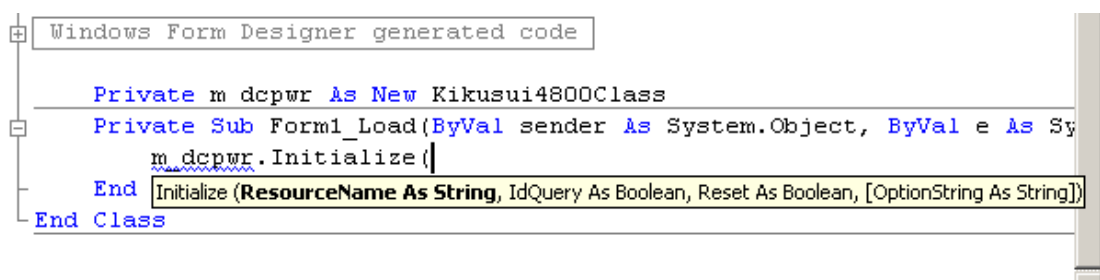 Windows Form Designer generated code
Private m_dcpwr As New Kikusui4800Class
Private Sub Form1_Load(ByVal sender As System.Object, ByVal e As Sy
m_dcpwr.Initialize(
End
Initialize (ResourceName As String, IdQuery As Boolean, Reset As Boolean, [OptionString As String])
End Class